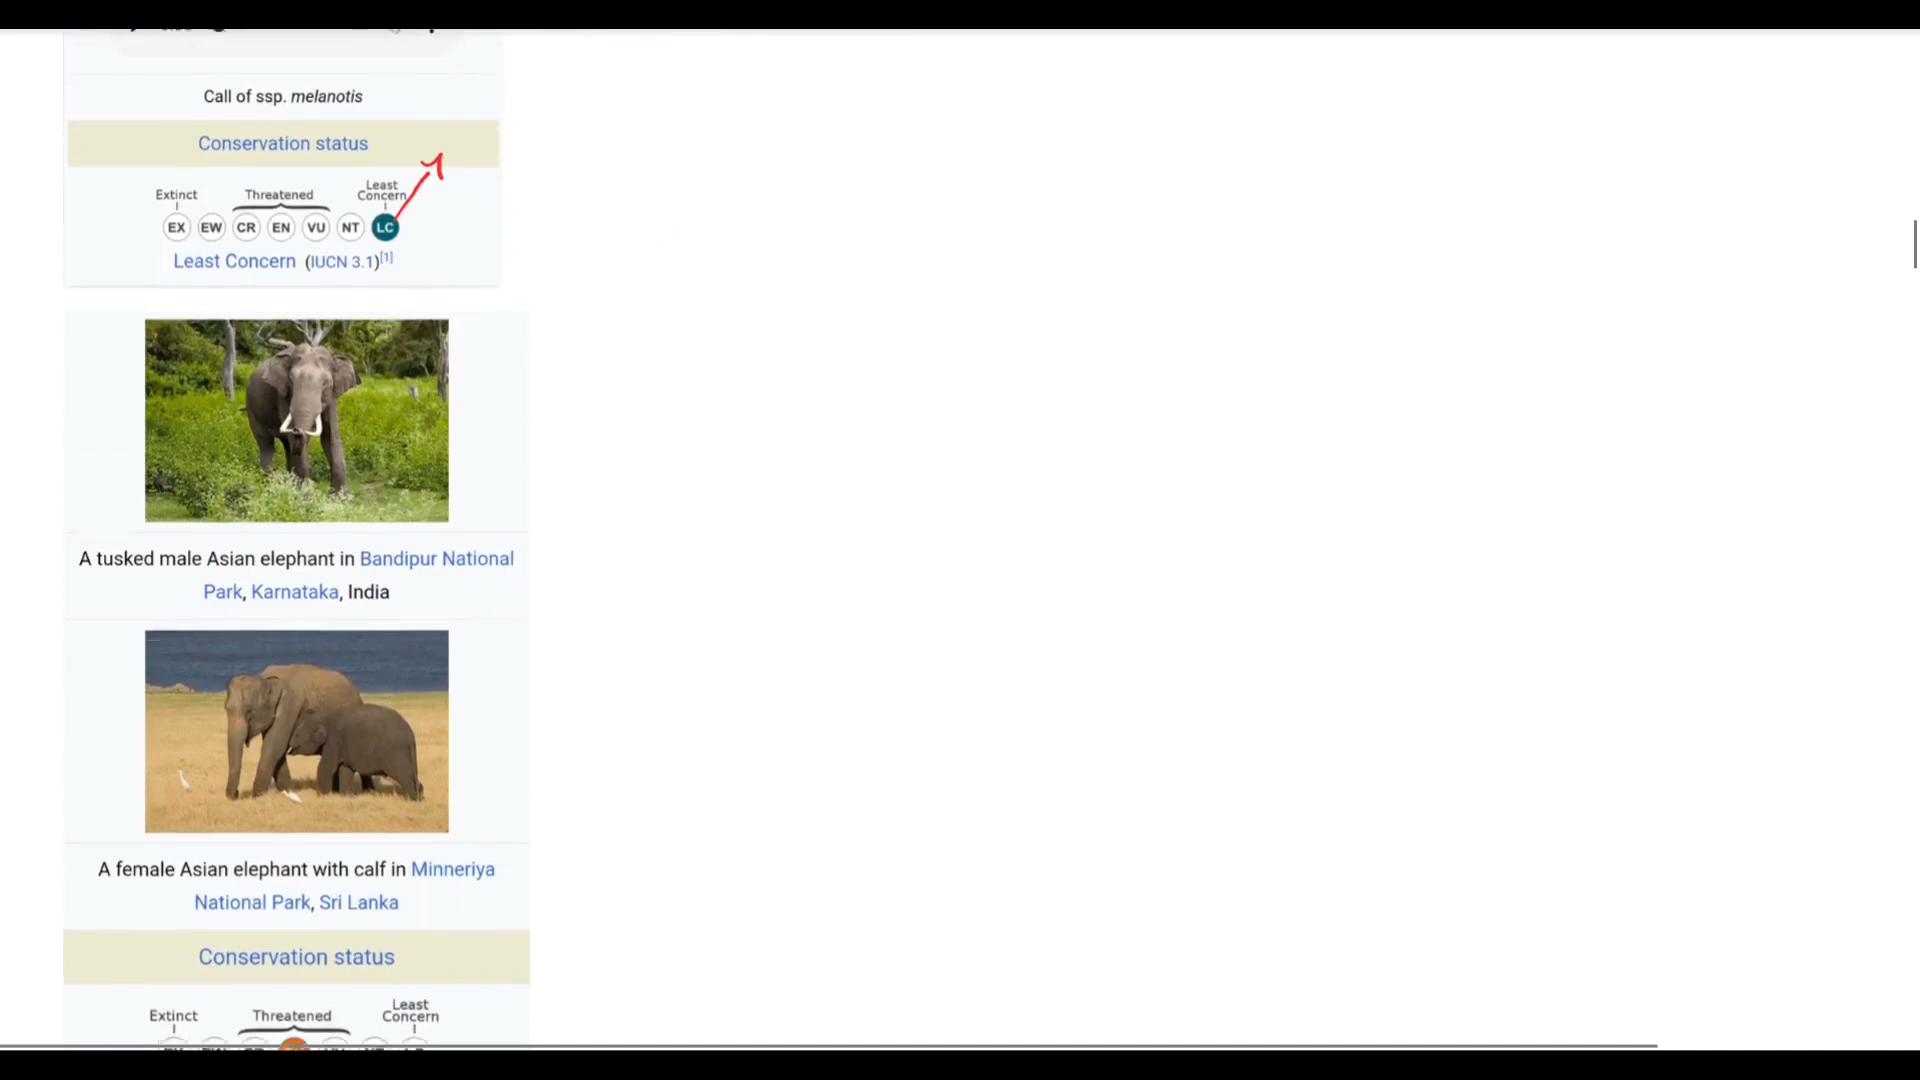 Call of ssp. melanotis
Conservation status
Extinct Threatened Least Concern
EX EW CR EN VU NT LC
Least Concern (IUCN 3.1)[1]
A tusked male Asian elephant in Bandipur National
Park, Karnataka, India
A female Asian elephant with calf in Minneriya
National Park, Sri Lanka
Conservation status
Extinct Threatened Least Concern